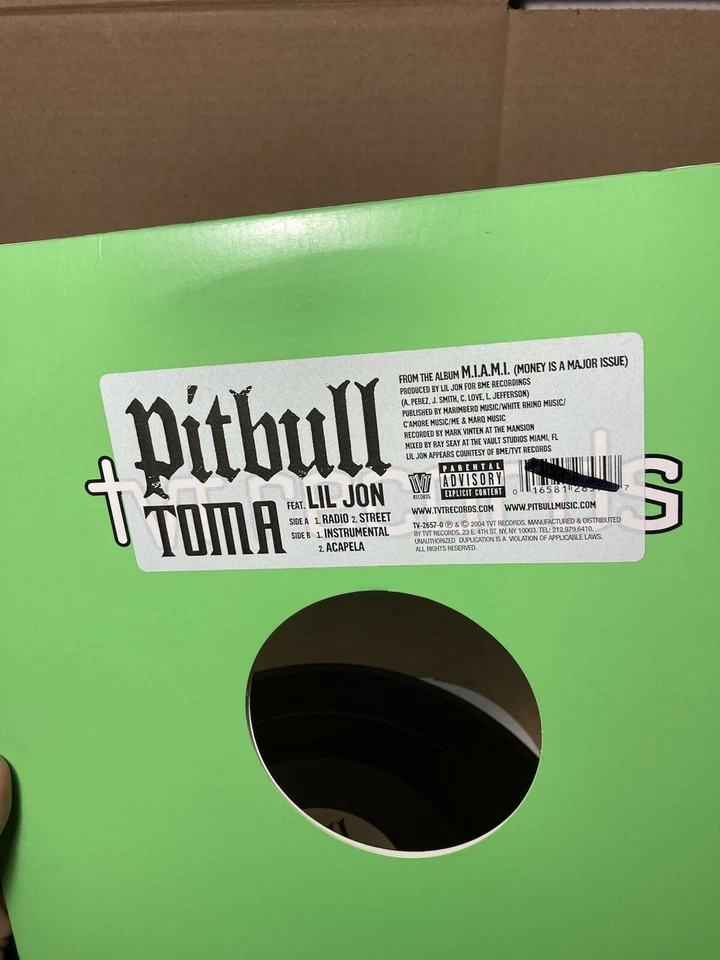 Pitbull
TOMA
FEAT. LIL JON
SIDE A 1. RADIO 2. STREET
SIDE B 1. INSTRUMENTAL
2. ACAPELA
FROM THE ALBUM M.I.A.M.I. (MONEY IS A MAJOR ISSUE)
PRODUCED BY LIL JON FOR BME RECORDINGS
(A. PEREZ, J. SMITH, C. LOVE, L. JEFFERSON)
PUBLISHED BY MARIMBERO MUSIC/WHITE RHINO MUSIC/
C'AMORE MUSIC/ME & MARQ MUSIC
RECORDED BY MARK VINTEN AT THE MANSION
MIXED BY RAY SEAY AT THE VAULT STUDIOS MIAMI, FL
LIL JON APPEARS COURTESY OF BME/TVT RECORDS
TVT
RECORDS
PARENTAL
ADVISORY
EXPLICIT CONTENT
0 16581 7
WWW.TVTRECORDS.COM WWW.PITBULLMUSIC.COM
TV-2657-0 ℗ & © 2004 TVT RECORDS. MANUFACTURED & DISTRIBUTED
BY TVT RECORDS, 23 E. 4TH ST. NY, NY 10003. TEL: 212.979.6410.
UNAUTHORIZED DUPLICATION IS A VIOLATION OF APPLICABLE LAWS.
ALL RIGHTS RESERVED.
tVT records